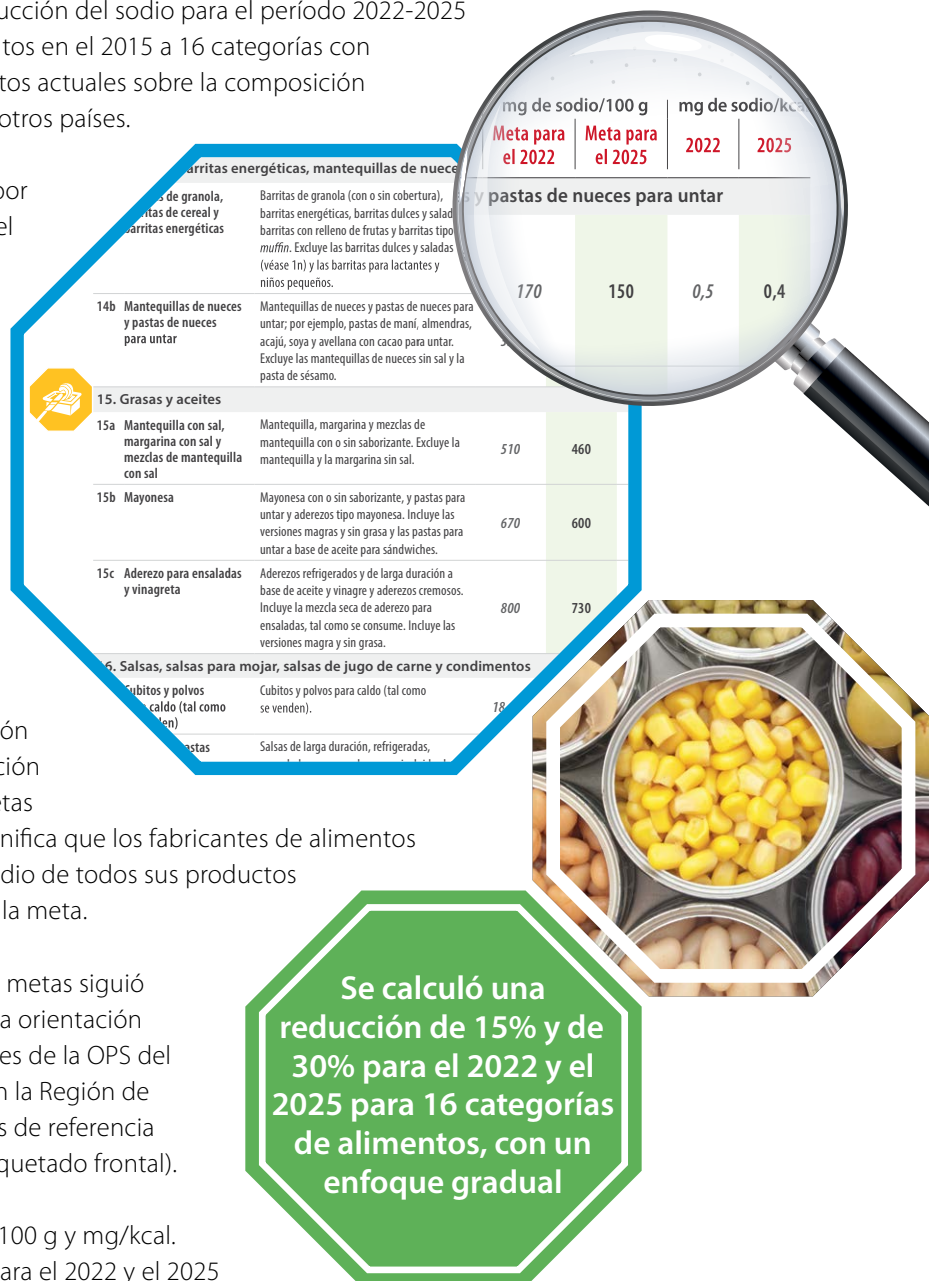 ucción del sodio para el período 2022-2025
tos en el 2015 a 16 categorías con
tos actuales sobre la composición
otros países.
por
el
mg de sodio/100 g mg de sodio/kca
Meta para el 2022 Meta para el 2025 2022 2025
y pastas de nueces para untar
170 150 0,5 0,4
arritas energéticas, mantequillas de nuece
de granola,
itas de cereal y
barritas energéticas
Barritas de granola (con o sin cobertura),
barritas energéticas, barritas dulces y salad
barritas con relleno de frutas y barritas tipo
muffin. Excluye las barritas dulces y saladas
(véase 1n) y las barritas para lactantes y
niños pequeños.
14b Mantequillas de nueces
y pastas de nueces
para untar
Mantequillas de nueces y pastas de nueces para
untar; por ejemplo, pastas de maní, almendras,
acajú, soya y avellana con cacao para untar.
Excluye las mantequillas de nueces sin sal y la
pasta de sésamo.
15. Grasas y aceites
15a Mantequilla con sal,
margarina con sal y
mezclas de mantequilla
con sal
Mantequilla, margarina y mezclas de
mantequilla con o sin saborizante. Excluye la
mantequilla y la margarina sin sal.
510 460
15b Mayonesa
Mayonesa con o sin saborizante, y pastas para
untar y aderezos tipo mayonesa. Incluye las
versiones magras y sin grasa y las pastas para
untar a base de aceite para sándwiches.
670 600
15c Aderezo para ensaladas
y vinagreta
Aderezos refrigerados y de larga duración a
base de aceite y vinagre y aderezos cremosos.
Incluye la mezcla seca de aderezo para
ensaladas, tal como se consume. Incluye las
versiones magra y sin grasa.
800 730
6. Salsas, salsas para mojar, salsas de jugo de carne y condimentos
Cubitos y polvos
caldo (tal como
den)
Cubitos y polvos para caldo (tal como
se venden).
18
astas
Salsas de larga duración, refrigeradas,
ón
ción
etas
nifica que los fabricantes de alimentos
dio de todos sus productos
la meta.
metas siguió
a orientación
es de la OPS del
n la Región de
s de referencia
quetado frontal).
100 g y mg/kcal.
para el 2022 y el 2025
Se calculó una
reducción de 15% y de
30% para el 2022 y el
2025 para 16 categorías
de alimentos, con un
enfoque gradual